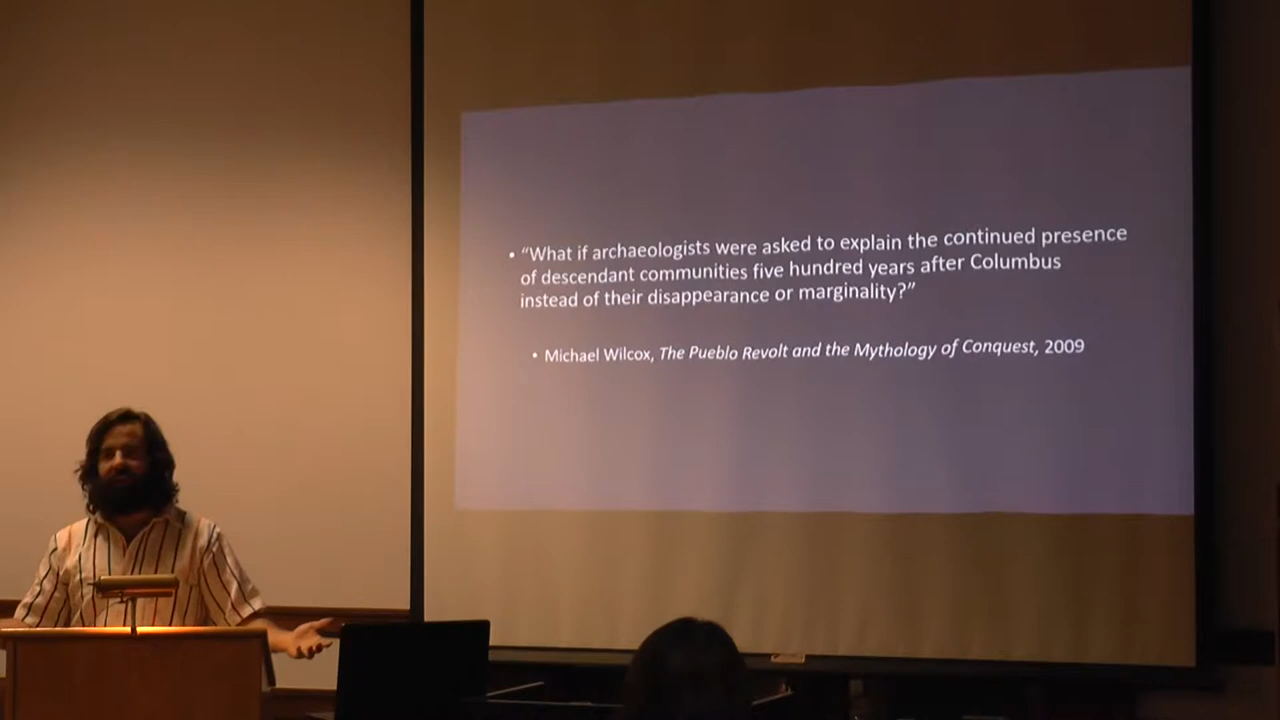 • “What if archaeologists were asked to explain the continued presence
of descendant communities five hundred years after Columbus
instead of their disappearance or marginality?”
• Michael Wilcox, The Pueblo Revolt and the Mythology of Conquest, 2009